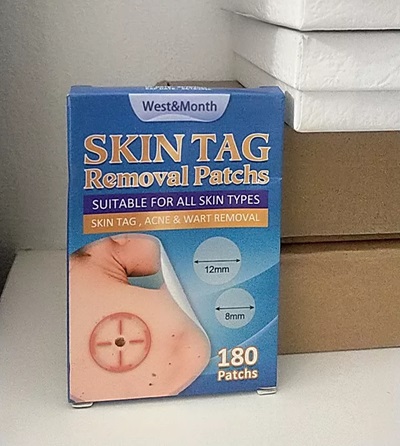 West&Month
SKIN TAG
Removal Patchs
SUITABLE FOR ALL SKIN TYPES
SKIN TAG , ACNE & WART REMOVAL
12mm
8mm
180
Patchs